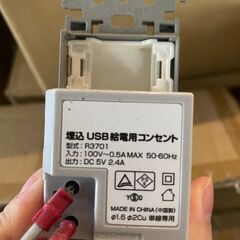 埋込 USB給電用コンセント
型式: R3701
入力: 100V~0.5A MAX 50-60Hz
出力: DC 5V 2.4A
MADE IN CHINA (中国製)
φ1.6 φ2Cu 単線専用